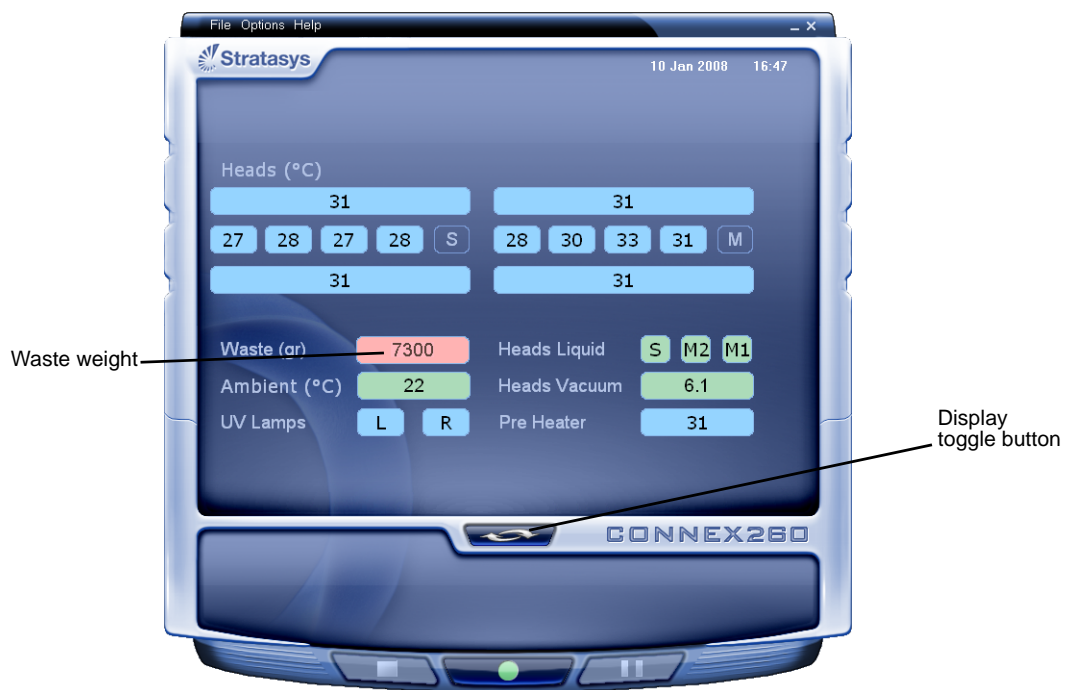 File Options Help
Stratasys
10 Jan 2008 16:47
Heads (°C)
31 31
27 28 27 28 S 28 30 33 31 M
31 31
Waste weight
Waste (gr) 7300 Heads Liquid S M2 M1
Ambient (°C) 22 Heads Vacuum 6.1
UV Lamps L R Pre Heater 31
Display
toggle button
CONNEX260